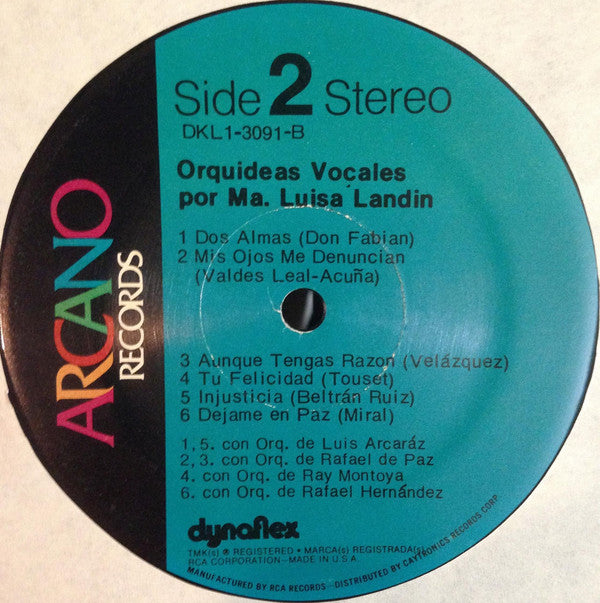 ARCANO
RECORDS
Side 2 Stereo
DKL1-3091-B
Orquideas Vocales
por Ma. Luisa Landin
1 Dos Almas (Don Fabian)
2 Mis Ojos Me Denuncian
(Valdes Leal-Acuña)
3 Aunque Tengas Razon (Velázquez)
4 Tu Felicidad (Touset)
5 Injusticia (Beltrán Ruiz)
6 Dejame en Paz (Miral)
1,5. con Orq. de Luis Arcaráz
2,3. con Orq. de Rafael de Paz
4. con Orq. de Ray Montoya
6. con Orq. de Rafael Hernández
dynaflex
TMK(s) ® REGISTERED • MARCA(s) REGISTRADA(s)
RCA CORPORATION—MADE IN U.S.A.
MANUFACTURED BY RCA RECORDS—DISTRIBUTED BY CAYTRONICS RECORDS CORP.